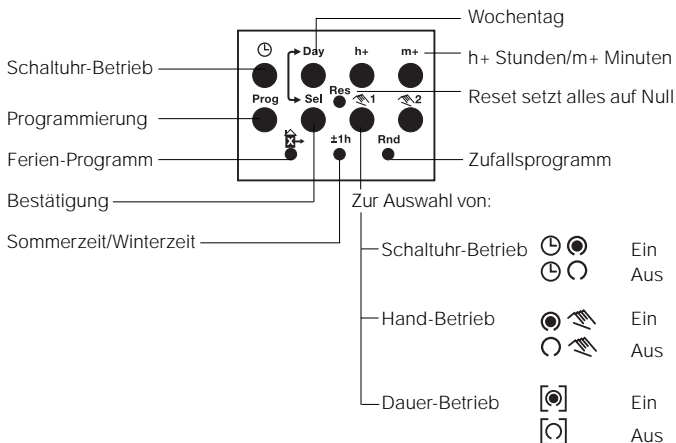 Wochentag
Day h+ m+
h+ Stunden/m+ Minuten
Schaltuhr-Betrieb
Res
Reset setzt alles auf Null
Prog Sel 1 2
Programmierung
±1h Rnd
Ferien-Programm
Zufallsprogramm
Bestätigung
Zur Auswahl von:
Sommerzeit/Winterzeit
Schaltuhr-Betrieb Ein
Aus
Hand-Betrieb Ein
Aus
Dauer-Betrieb Ein
Aus